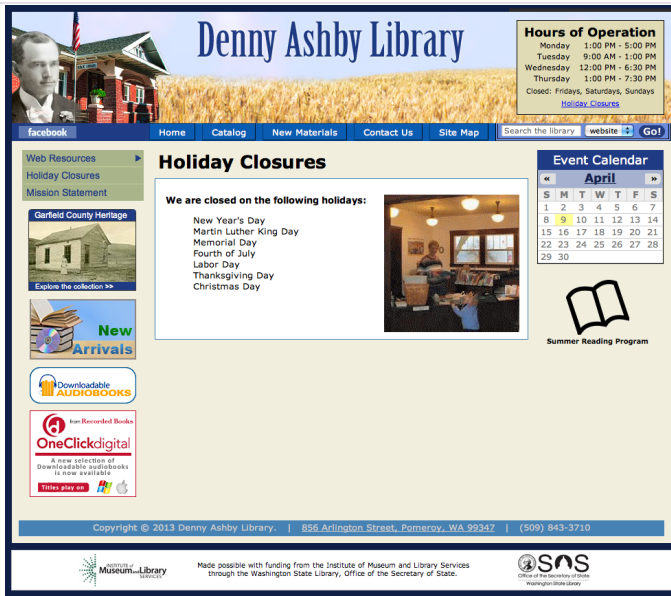 Denny Ashby Library
Hours of Operation
Monday 1:00 PM - 5:00 PM
Tuesday 9:00 AM - 1:00 PM
Wednesday 12:00 PM - 6:30 PM
Thursday 1:00 PM - 7:30 PM
Closed: Fridays, Saturdays, Sundays
Holiday Closures
facebook
Home Catalog New Materials Contact Us Site Map
Search the library website Go!
Web Resources
Holiday Closures
Mission Statement
Garfield County Heritage
Explore the collection >>
New
Arrivals
Downloadable
AUDIOBOOKS
from Recorded Books
OneClickdigital
A new selection of
Downloadable audiobooks
is now available
Titles play on
Holiday Closures
We are closed on the following holidays:
New Year's Day
Martin Luther King Day
Memorial Day
Fourth of July
Labor Day
Thanksgiving Day
Christmas Day
Event Calendar
« April »
S M T W T F S
1 2 3 4 5 6 7
8 9 10 11 12 13 14
15 16 17 18 19 20 21
22 23 24 25 26 27 28
29 30
Summer Reading Program
Copyright © 2013 Denny Ashby Library. | 856 Arlington Street, Pomeroy, WA 99347 | (509) 843-3710
INSTITUTE of
Museum and Library
SERVICES
Made possible with funding from the Institute of Museum and Library Services
through the Washington State Library, Office of the Secretary of State.
SOS
Office of the Secretary of State
Washington State Library